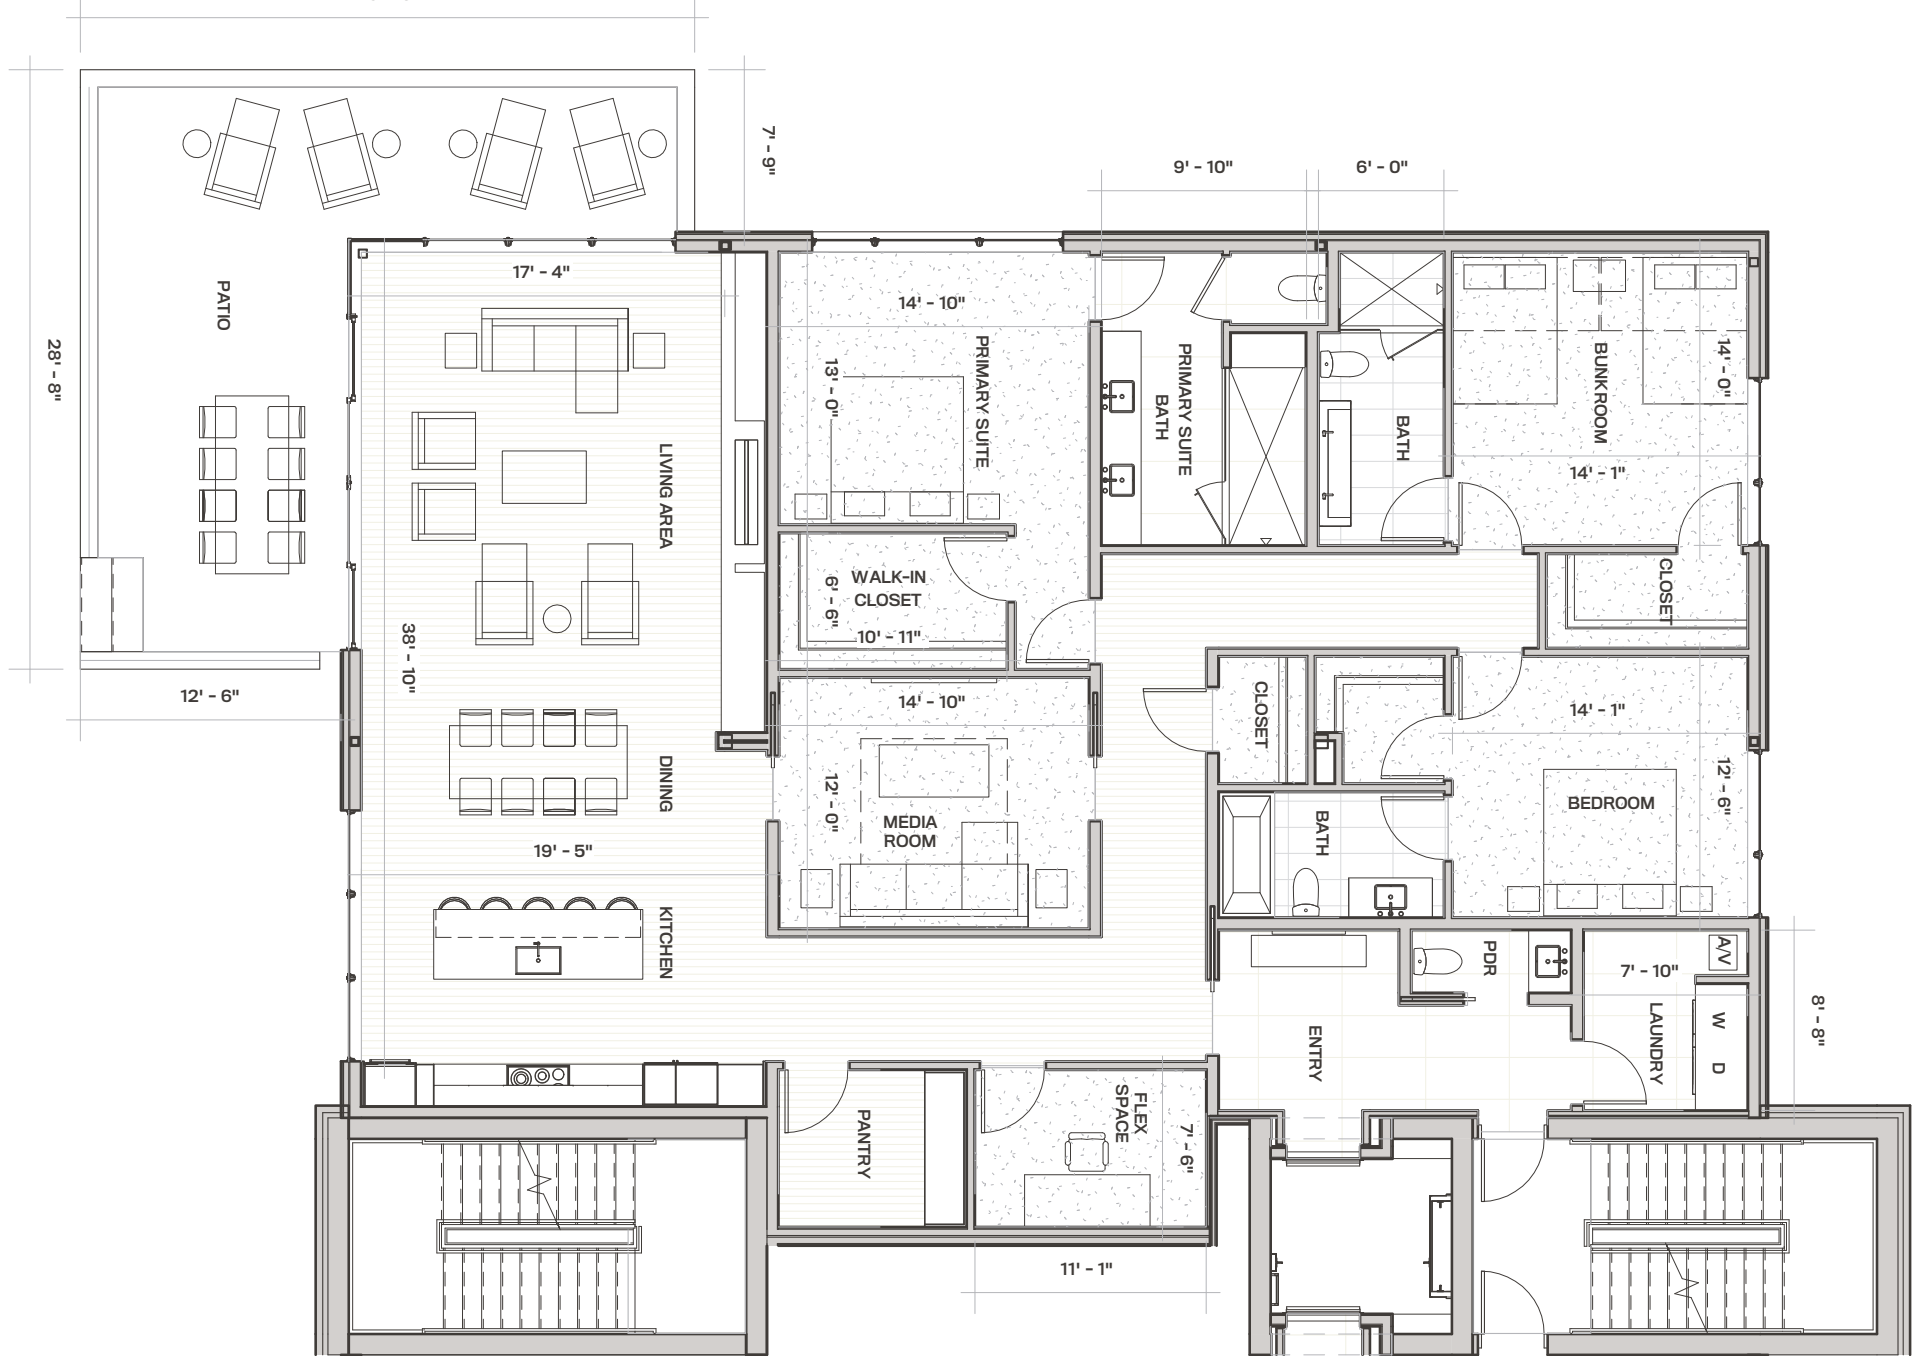 7' - 9"
9' - 10"
6' - 0"
17' - 4"
PATIO
14' - 10"
28' - 8"
13' - 0"
PRIMARY SUITE
PRIMARY SUITE
BATH
BATH
BUNKROOM
14' - 0"
14' - 1"
LIVING AREA
WALK-IN
CLOSET
6' - 6"
10' - 11"
CLOSET
38' - 10"
12' - 6"
14' - 10"
CLOSET
14' - 1"
DINING
12' - 0"
MEDIA
ROOM
BATH
BEDROOM
12' - 6"
19' - 5"
KITCHEN
PDR
7' - 10"
A/V
8' - 8"
ENTRY
LAUNDRY
W
D
PANTRY
FLEX
SPACE
7' - 6"
11' - 1"